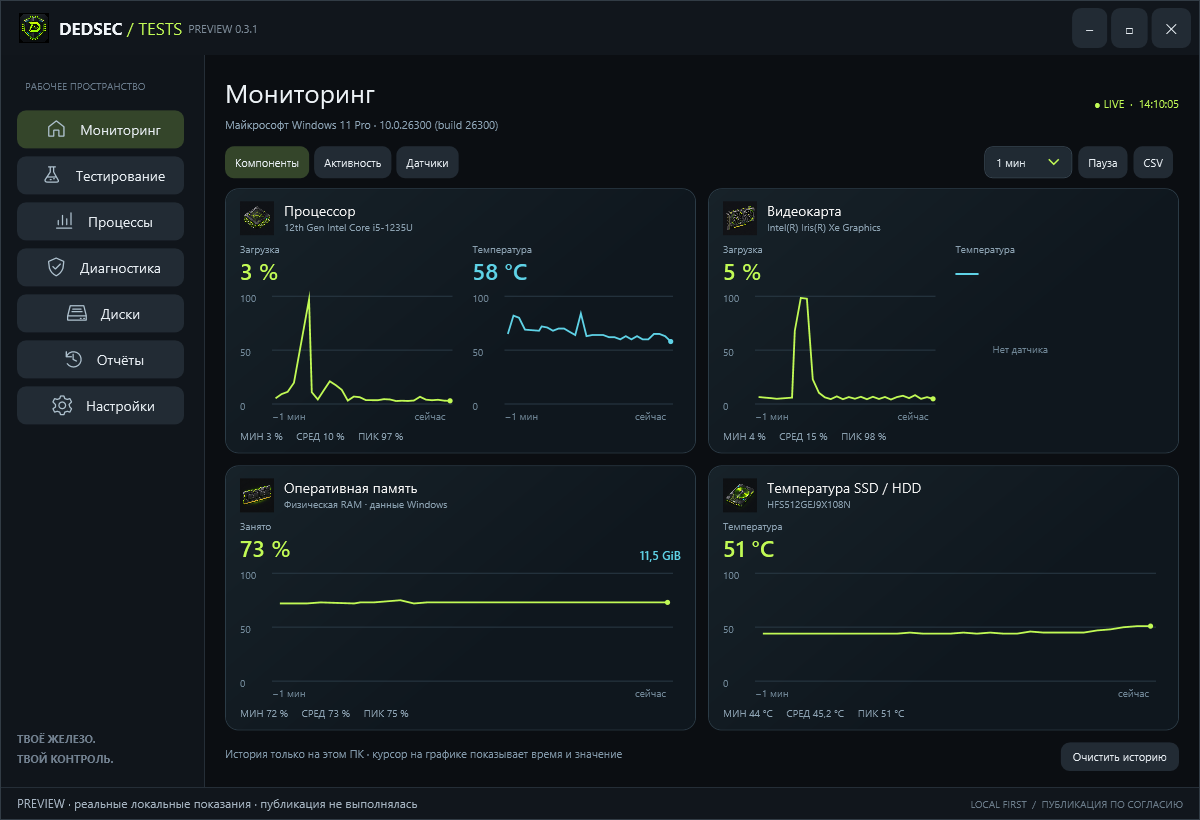 DEDSEC / TESTS PREVIEW 0.3.1
РАБОЧЕЕ ПРОСТРАНСТВО
Мониторинг
Тестирование
Процессы
Диагностика
Диски
Отчёты
Настройки
ТВОЁ ЖЕЛЕЗО.
ТВОЙ КОНТРОЛЬ.
Мониторинг
LIVE · 14:10:05
Майкрософт Windows 11 Pro · 10.0.26300 (build 26300)
Компоненты Активность Датчики 1 мин Пауза CSV
Процессор
12th Gen Intel Core i5-1235U
Загрузка Температура
3 % 58 °C
100 100
50 50
0 0
−1 мин сейчас −1 мин сейчас
МИН 3 % СРЕД 10 % ПИК 97 %
Видеокарта
Intel(R) Iris(R) Xe Graphics
Загрузка Температура
5 % —
100
50 Нет датчика
0
−1 мин сейчас
МИН 4 % СРЕД 15 % ПИК 98 %
Оперативная память
Физическая RAM · данные Windows
Занято
73 % 11,5 GiB
100
50
0
−1 мин сейчас
МИН 72 % СРЕД 73 % ПИК 75 %
Температура SSD / HDD
HFS512GEJ9X108N
Температура
51 °C
100
50
0
−1 мин сейчас
МИН 44 °C СРЕД 45,2 °C ПИК 51 °C
История только на этом ПК · курсор на графике показывает время и значение
Очистить историю
PREVIEW · реальные локальные показания · публикация не выполнялась
LOCAL FIRST / ПУБЛИКАЦИЯ ПО СОГЛАСИЮ